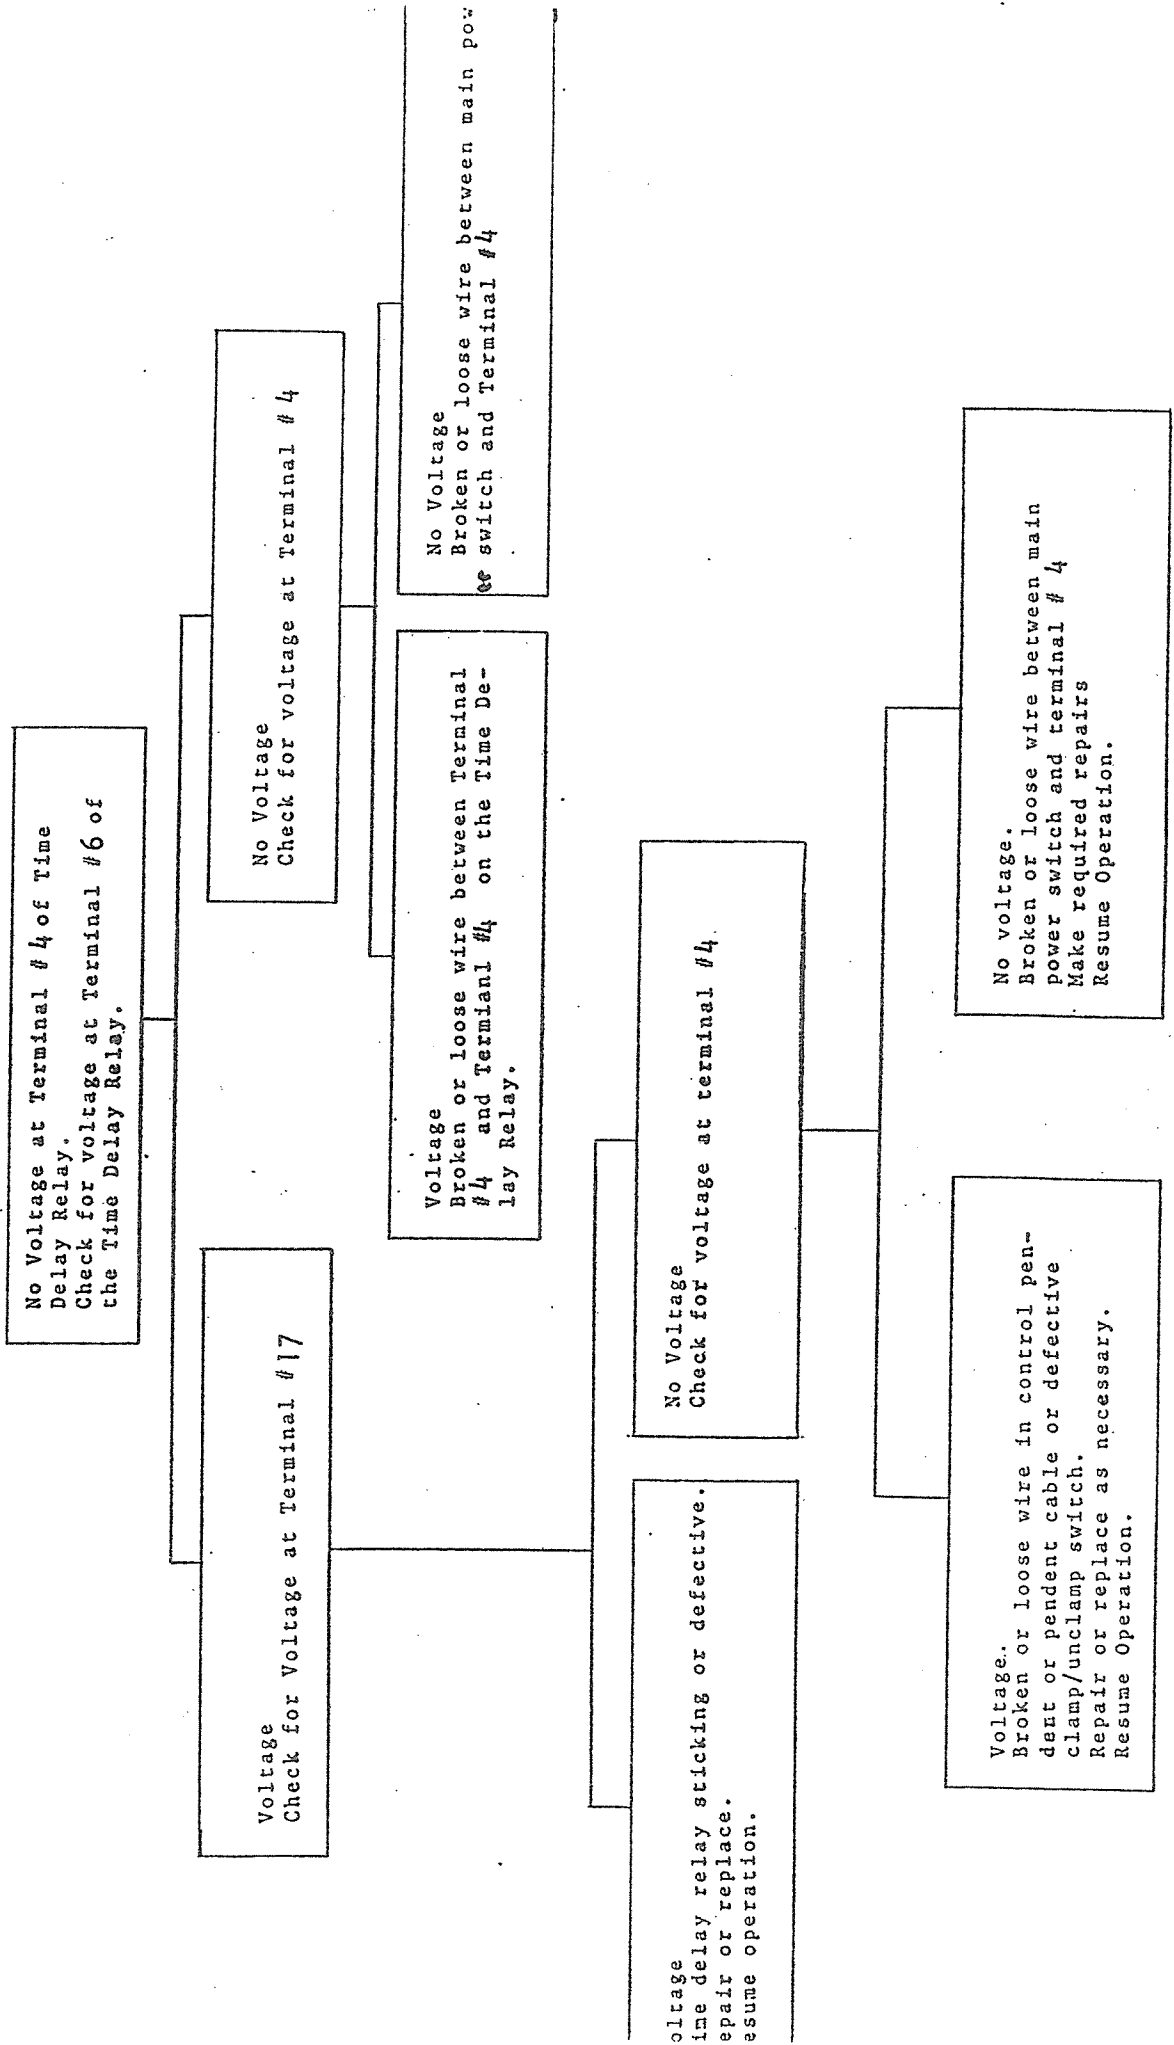 No Voltage at Terminal #4 of Time
Delay Relay.
Check for voltage at Terminal #6 of
the Time Delay Relay.
Voltage
Check for Voltage at Terminal #17
No Voltage
Check for voltage at Terminal #4
Voltage
Broken or loose wire between Terminal
#4 and Termianl #4 on the Time De-
lay Relay.
No Voltage
Broken or loose wire between main pow
switch and Terminal #4
oltage
ime delay relay sticking or defective.
epair or replace.
esume operation.
No Voltage
Check for voltage at terminal #4.
Voltage.
Broken or loose wire in control pen-
dent or pendent cable or defective
clamp/unclamp switch.
Repair or replace as necessary.
Resume Operation.
No voltage.
Broken or loose wire between main
power switch and terminal # 4
Make required repairs
Resume Operation.